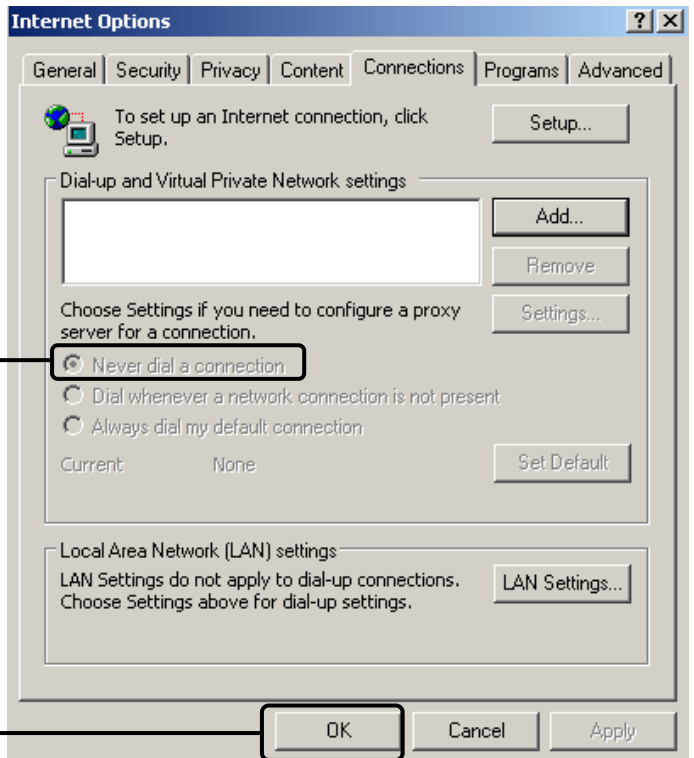 Internet Options
General Security Privacy Content Connections Programs Advanced
To set up an Internet connection, click
Setup.
Setup...
Dial-up and Virtual Private Network settings
Add...
Remove
Choose Settings if you need to configure a proxy
server for a connection.
Settings...
Never dial a connection
Dial whenever a network connection is not present
Always dial my default connection
Current None Set Default
Local Area Network (LAN) settings
LAN Settings do not apply to dial-up connections.
Choose Settings above for dial-up settings.
LAN Settings...
OK Cancel Apply